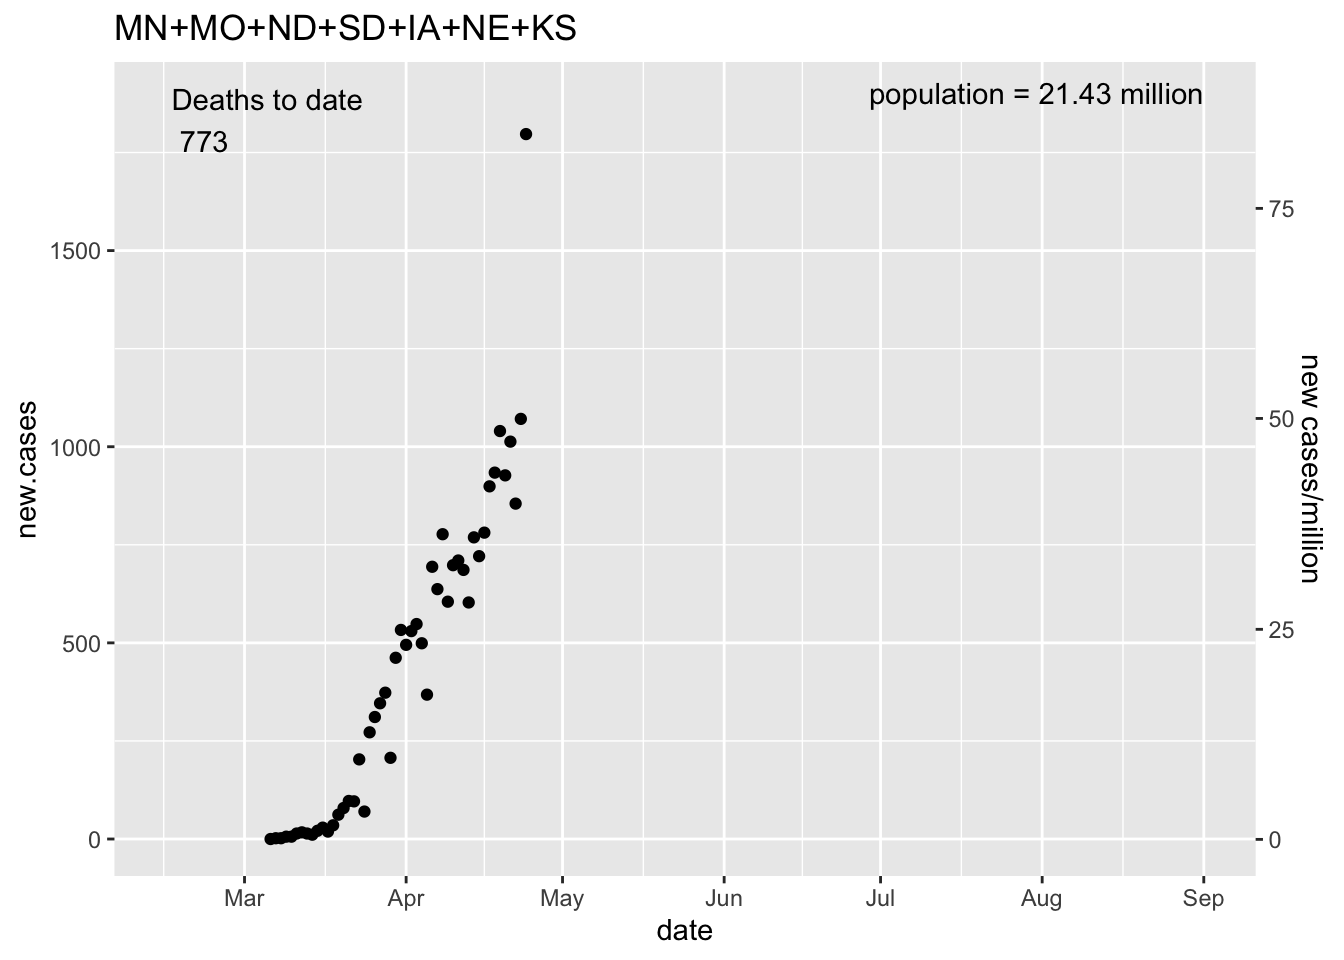 MN+MO+ND+SD+IA+NE+KS
Deaths to date
773
population = 21.43 million
new.cases
1500
1000
500
0
75
50
25
0
new cases/million
Mar Apr May Jun Jul Aug Sep
date